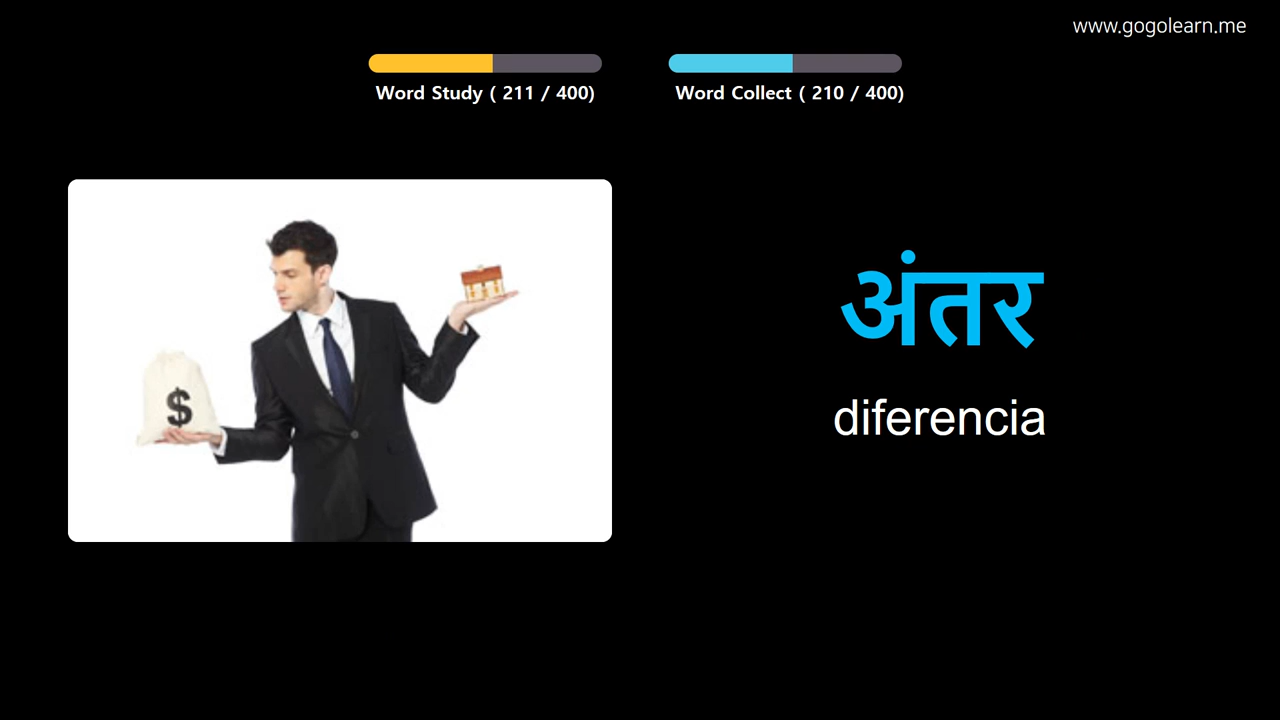 www.gogolearn.me
Word Study ( 211 / 400)
Word Collect ( 210 / 400)
$
अंतर
diferencia